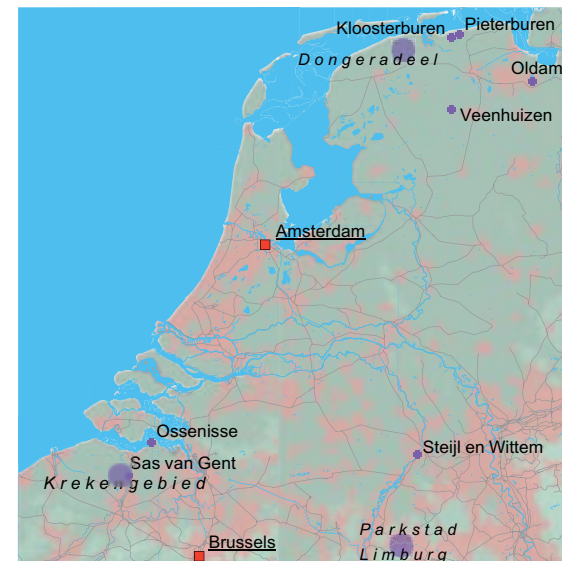 Kloosterburen
Pieterburen
Dongeradeel
Oldam
Veenhuizen
Amsterdam
Ossenisse
Steijl en Wittem
Sas van Gent
Krekengebied
Parkstad
Limburg
Brussels